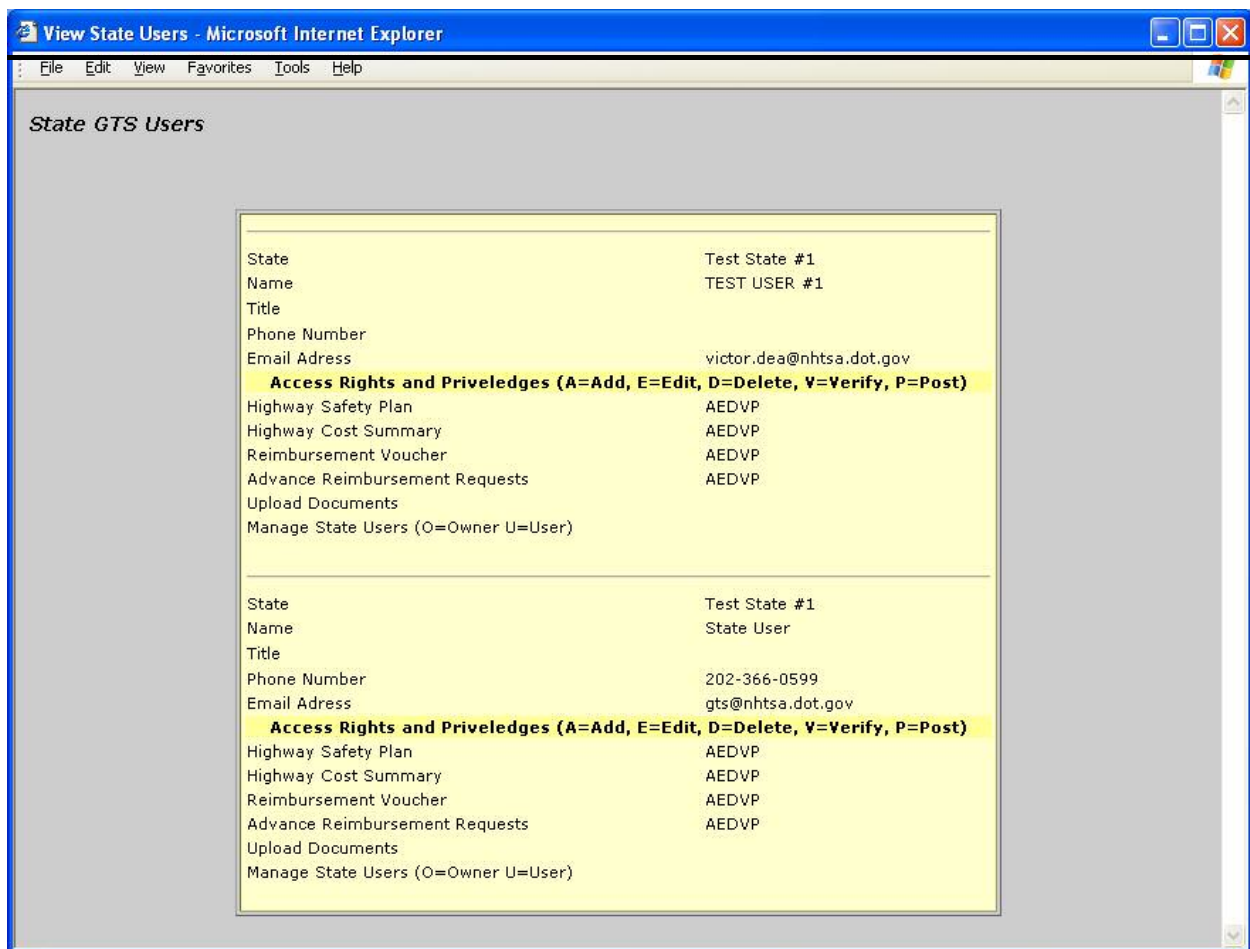 View State Users - Microsoft Internet Explorer
File Edit View Favorites Tools Help
State GTS Users
State Test State #1
Name TEST USER #1
Title
Phone Number
Email Adress victor.dea@nhtsa.dot.gov
Access Rights and Priveledges (A=Add, E=Edit, D=Delete, V=Verify, P=Post)
Highway Safety Plan AEDVP
Highway Cost Summary AEDVP
Reimbursement Voucher AEDVP
Advance Reimbursement Requests AEDVP
Upload Documents
Manage State Users (O=Owner U=User)
State Test State #1
Name State User
Title
Phone Number 202-366-0599
Email Adress gts@nhtsa.dot.gov
Access Rights and Priveledges (A=Add, E=Edit, D=Delete, V=Verify, P=Post)
Highway Safety Plan AEDVP
Highway Cost Summary AEDVP
Reimbursement Voucher AEDVP
Advance Reimbursement Requests AEDVP
Upload Documents
Manage State Users (O=Owner U=User)